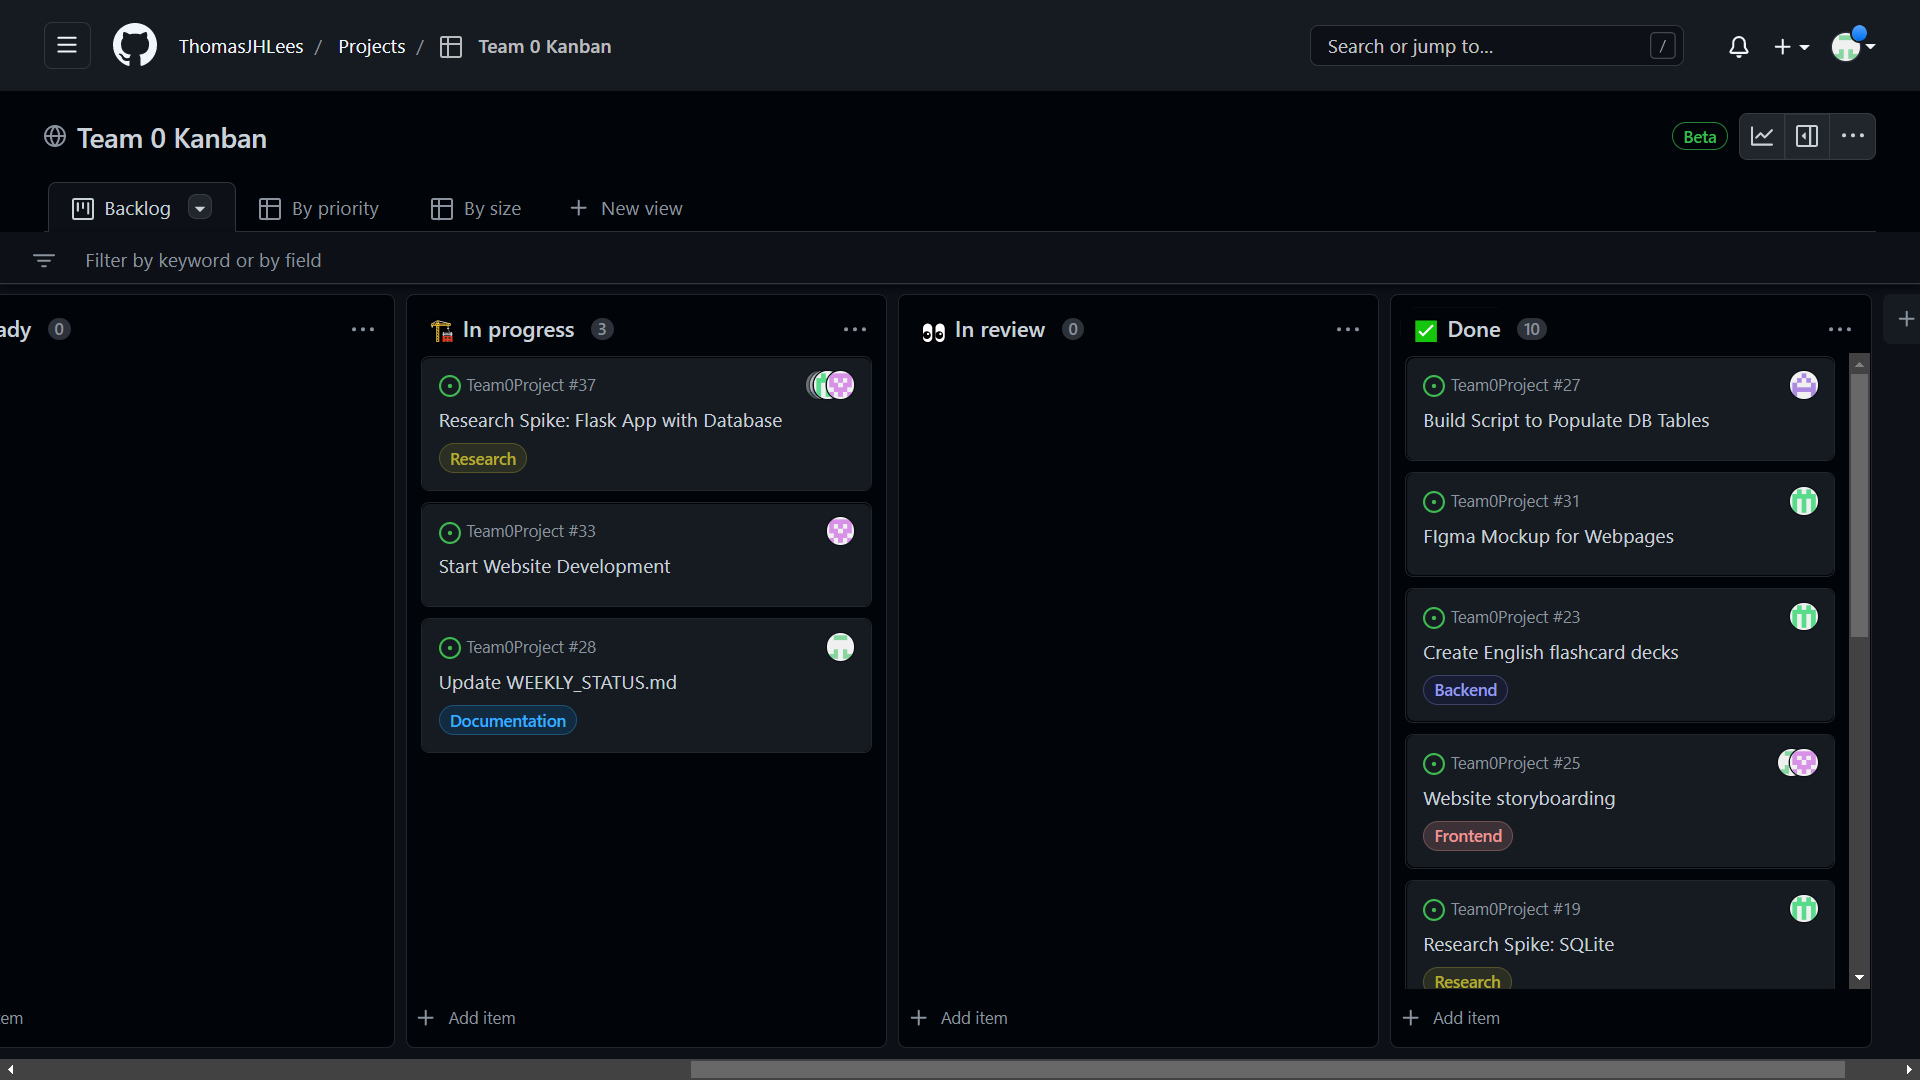 ThomasJHLees / Projects / Team 0 Kanban
Search or jump to... /
Team 0 Kanban
Beta
Backlog
By priority
By size
New view
Filter by keyword or by field
ady 0
In progress 3
Team0Project #37
Research Spike: Flask App with Database
Research
Team0Project #33
Start Website Development
Team0Project #28
Update WEEKLY_STATUS.md
Documentation
In review 0
Done 10
Team0Project #27
Build Script to Populate DB Tables
Team0Project #31
FIgma Mockup for Webpages
Team0Project #23
Create English flashcard decks
Backend
Team0Project #25
Website storyboarding
Frontend
Team0Project #19
Research Spike: SQLite
Research
em
Add item
Add item
Add item